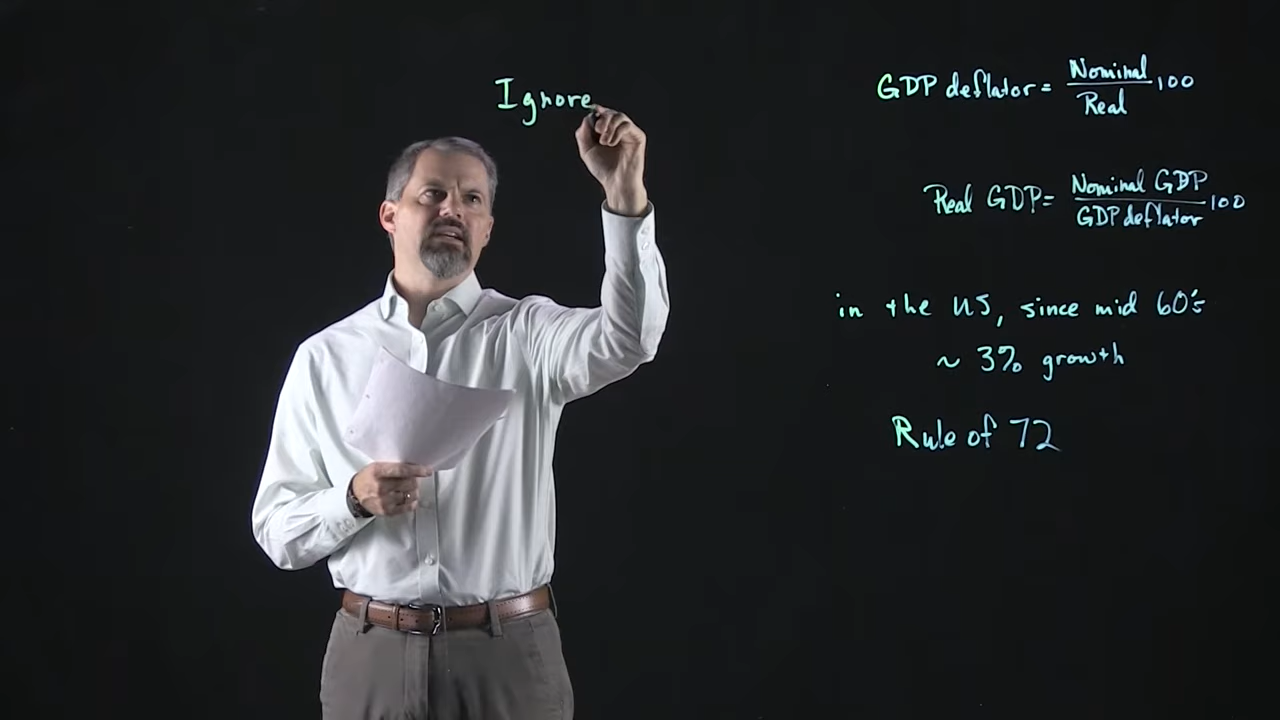 Ignore
GDP deflator = Nominal / Real 100
Real GDP = Nominal GDP / GDP deflator 100
in the US, since mid 60's
~ 3% growth
Rule of 72